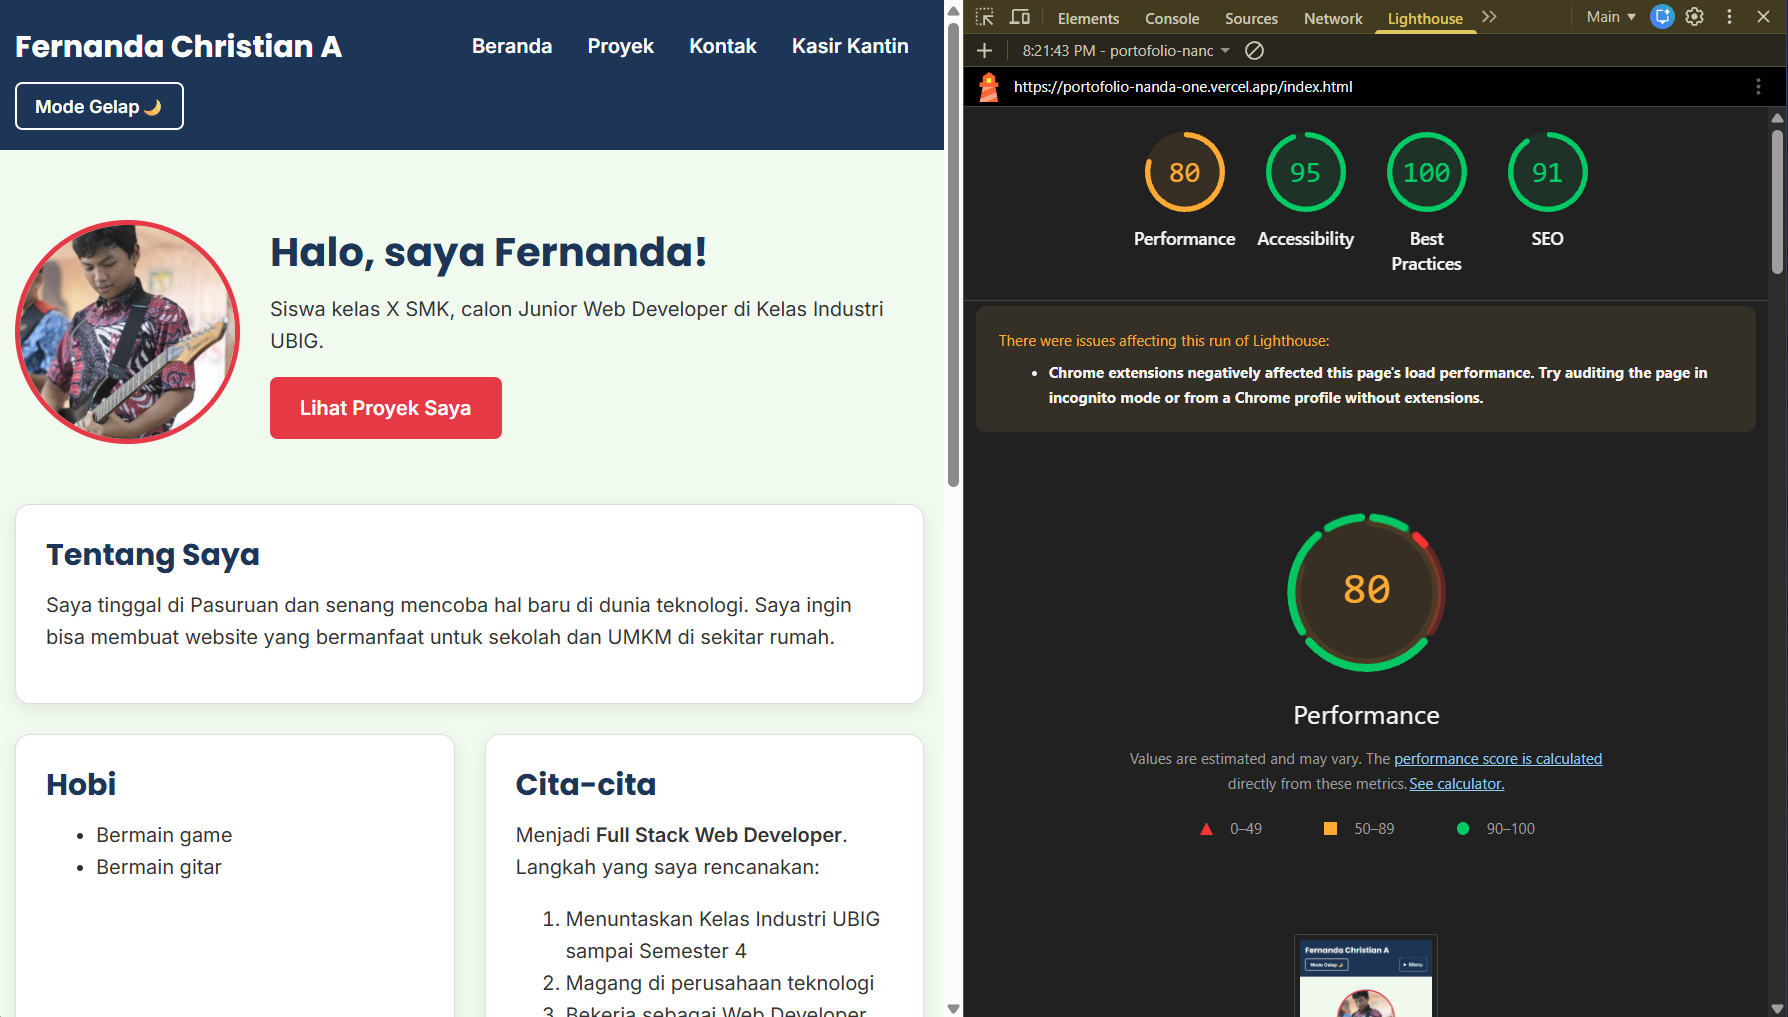 Fernanda Christian A
Beranda
Proyek
Kontak
Kasir Kantin
Mode Gelap 🌙
Halo, saya Fernanda!
Siswa kelas X SMK, calon Junior Web Developer di Kelas Industri
UBIG.
Lihat Proyek Saya
Tentang Saya
Saya tinggal di Pasuruan dan senang mencoba hal baru di dunia teknologi. Saya ingin
bisa membuat website yang bermanfaat untuk sekolah dan UMKM di sekitar rumah.
Hobi
• Bermain game
• Bermain gitar
Cita-cita
Menjadi Full Stack Web Developer.
Langkah yang saya rencanakan:
1. Menuntaskan Kelas Industri UBIG
sampai Semester 4
2. Magang di perusahaan teknologi
3. Bekerja sebagai Web Developer
Elements
Console
Sources
Network
Lighthouse
Main
8:21:43 PM - portofolio-nanc
https://portofolio-nanda-one.vercel.app/index.html
80
95
100
91
Performance
Accessibility
Best
Practices
SEO
There were issues affecting this run of Lighthouse:
• Chrome extensions negatively affected this page's load performance. Try auditing the page in
incognito mode or from a Chrome profile without extensions.
80
Performance
Values are estimated and may vary. The performance score is calculated
directly from these metrics. See calculator.
0–49
50–89
90–100
Fernanda Christian A
Mode Gelap 🌙
Menu